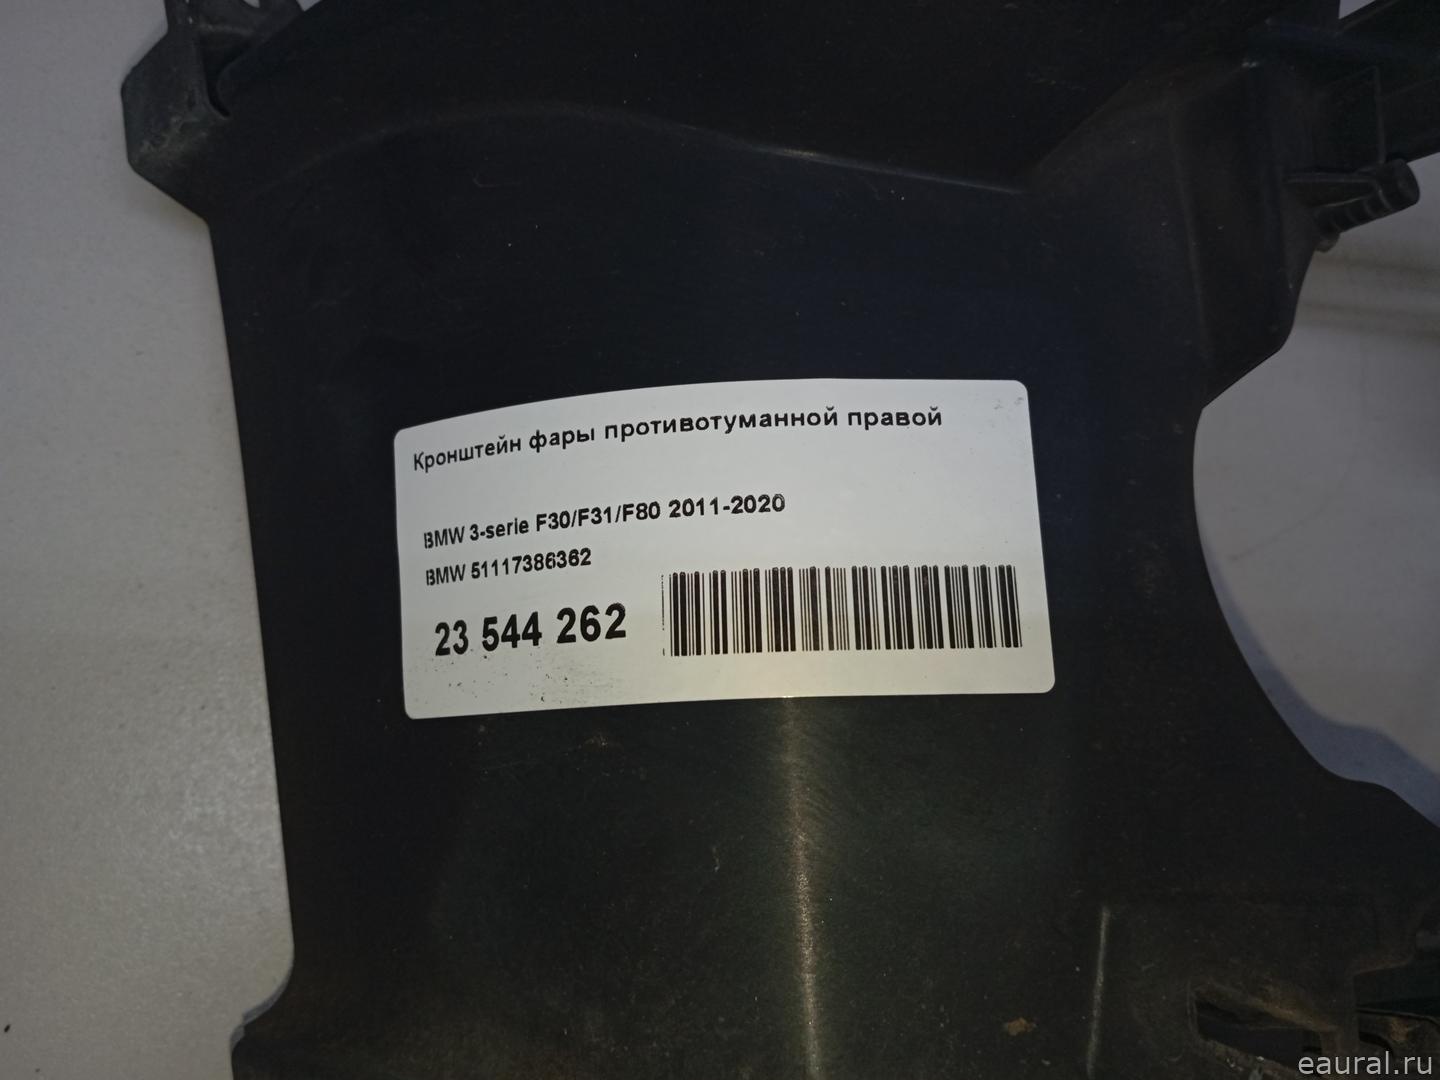 Кронштейн фары противотуманной правой
BMW 3-serie F30/F31/F80 2011-2020
BMW 51117386362
23 544 262
eaural.ru